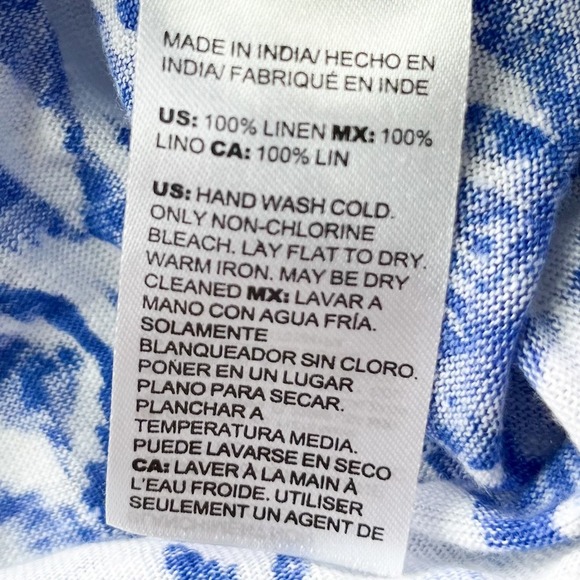 MADE IN INDIA/ HECHO EN
INDIA/ FABRIQUÉ EN INDE
US: 100% LINEN MX: 100%
LINO CA: 100% LIN
US: HAND WASH COLD.
ONLY NON-CHLORINE
BLEACH. LAY FLAT TO DRY.
WARM IRON. MAY BE DRY
CLEANED MX: LAVAR A
MANO CON AGUA FRÍA.
SOLAMENTE
BLANQUEADOR SIN CLORO.
PONER EN UN LUGAR
PLANO PARA SECAR.
PLANCHAR A
TEMPERATURA MEDIA.
PUEDE LAVARSE EN SECO
CA: LAVER À LA MAIN À
L'EAU FROIDE. UTILISER
SEULEMENT UN AGENT DE